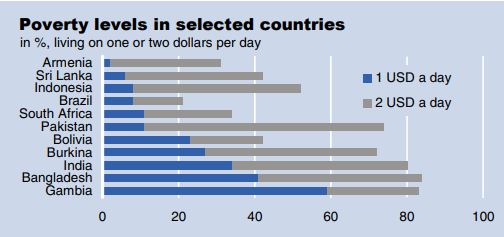 Poverty levels in selected countries
in %, living on one or two dollars per day
Armenia
Sri Lanka
Indonesia
Brazil
South Africa
Pakistan
Bolivia
Burkina
India
Bangladesh
Gambia
1 USD a day
2 USD a day
0 20 40 60 80 100